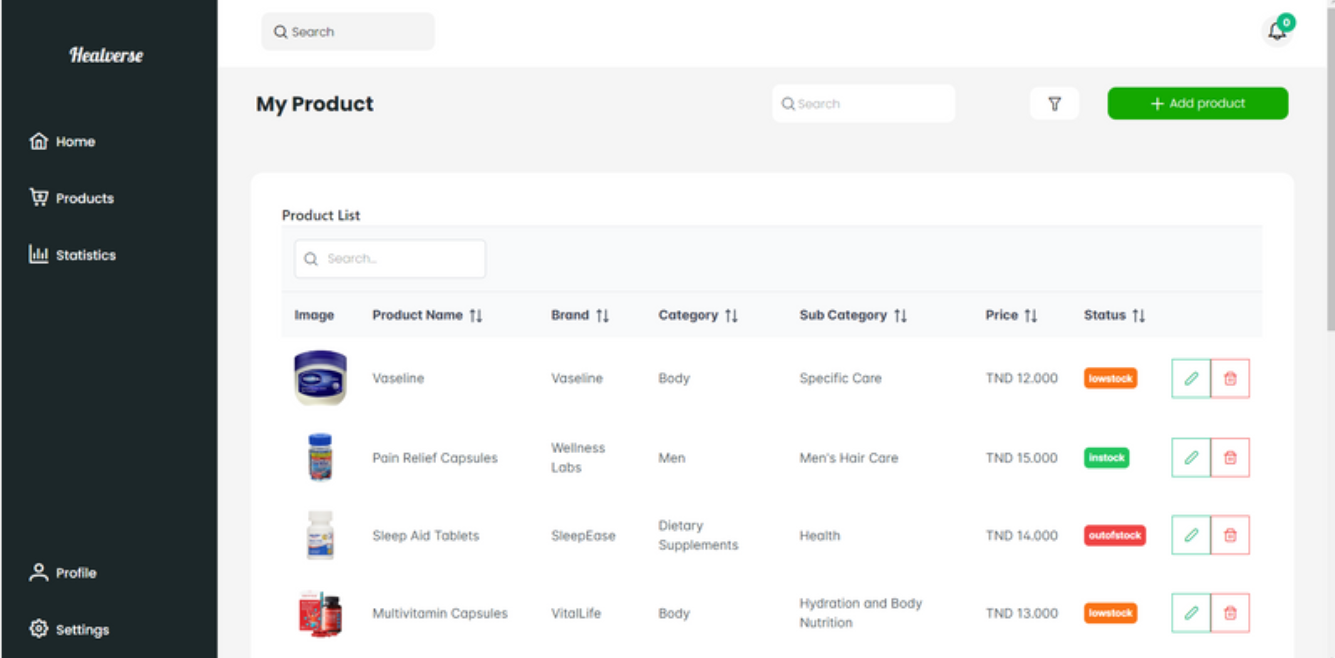 Healverse
Home
Products
Statistics
Profile
Settings
Search
0
My Product
Search
+ Add product
Product List
Search...
Image Product Name Brand Category Sub Category Price Status
Vaseline Vaseline Body Specific Care TND 12.000 lowstock
Pain Relief Capsules Wellness Labs Men Men's Hair Care TND 15.000 instock
Sleep Aid Tablets SleepEase Dietary Supplements Health TND 14.000 outofstock
Multivitamin Capsules VitalLife Body Hydration and Body Nutrition TND 13.000 lowstock